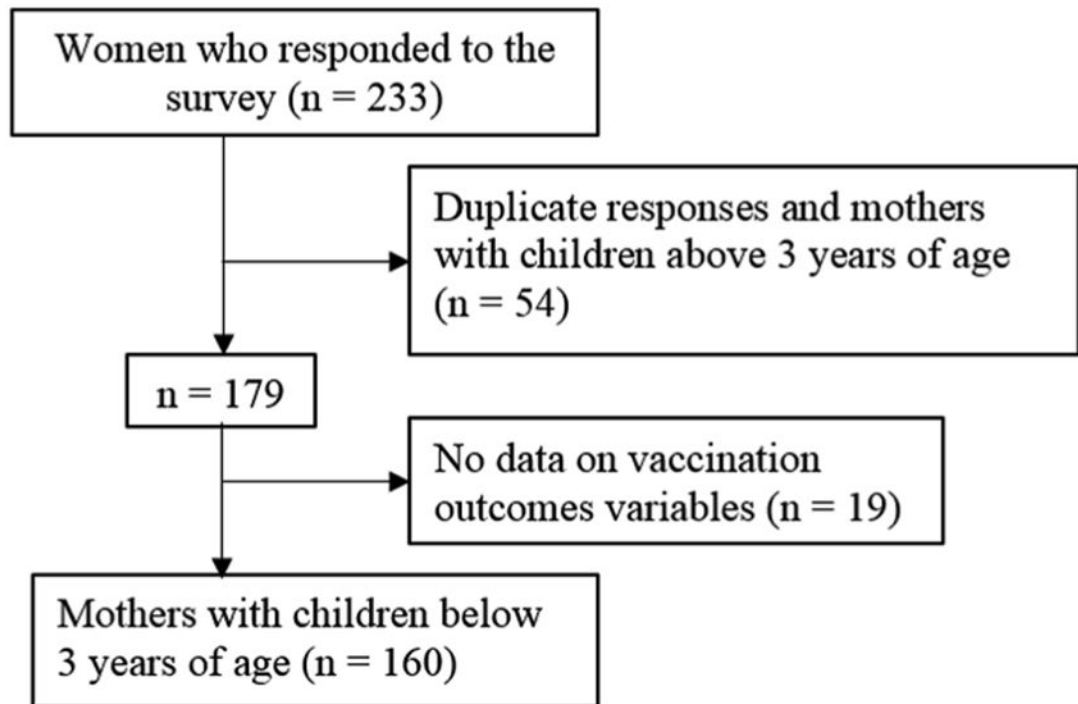 Women who responded to the
survey (n = 233)
Duplicate responses and mothers
with children above 3 years of age
(n = 54)
n = 179
No data on vaccination
outcomes variables (n = 19)
Mothers with children below
3 years of age (n = 160)